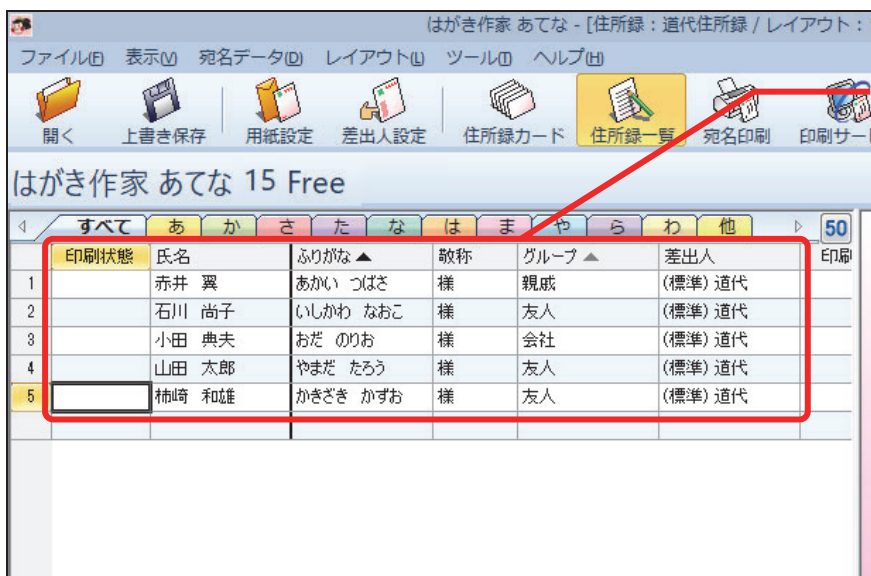 はがき作家 あてな - [住所録：道代住所録 / レイアウト：
ファイル(F) 表示(V) 宛名データ(D) レイアウト(L) ツール(T) ヘルプ(H)
開く 上書き保存 用紙設定 差出人設定 住所録カード 住所録一覧 宛名印刷 印刷サー
はがき作家 あてな 15 Free
すべて あ か さ た な は ま や ら わ 他 50
印刷状態 氏名 ふりがな ▲ 敬称 グループ ▲ 差出人 印刷
1 赤井 翼 あかい つばさ 様 親戚 (標準) 道代
2 石川 尚子 いしかわ なおこ 様 友人 (標準) 道代
3 小田 典夫 おだ のりお 様 会社 (標準) 道代
4 山田 太郎 やまだ たろう 様 友人 (標準) 道代
5 柿崎 和雄 かきざき かずお 様 友人 (標準) 道代